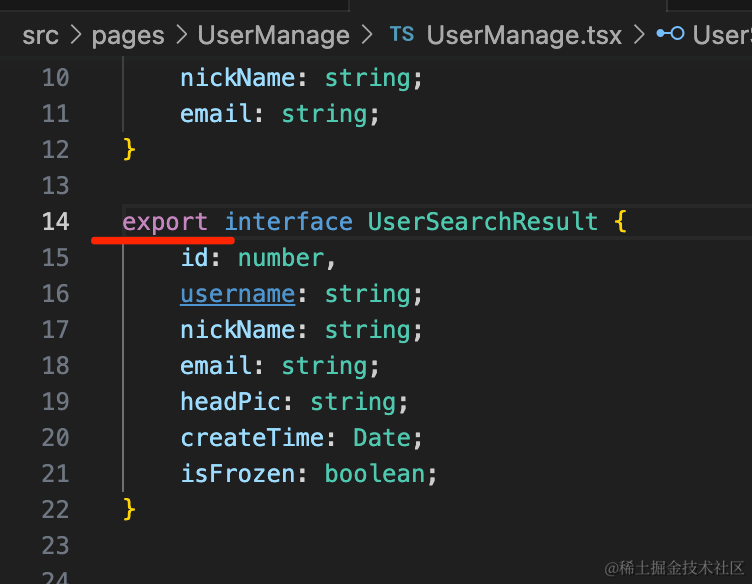 src > pages > UserManage > TS UserManage.tsx > User
10 nickName: string;
11 email: string;
12 }
13
14 export interface UserSearchResult {
15 id: number,
16 username: string;
17 nickName: string;
18 email: string;
19 headPic: string;
20 createTime: Date;
21 isFrozen: boolean;
22 }
23
24
@稀土掘金技术社区